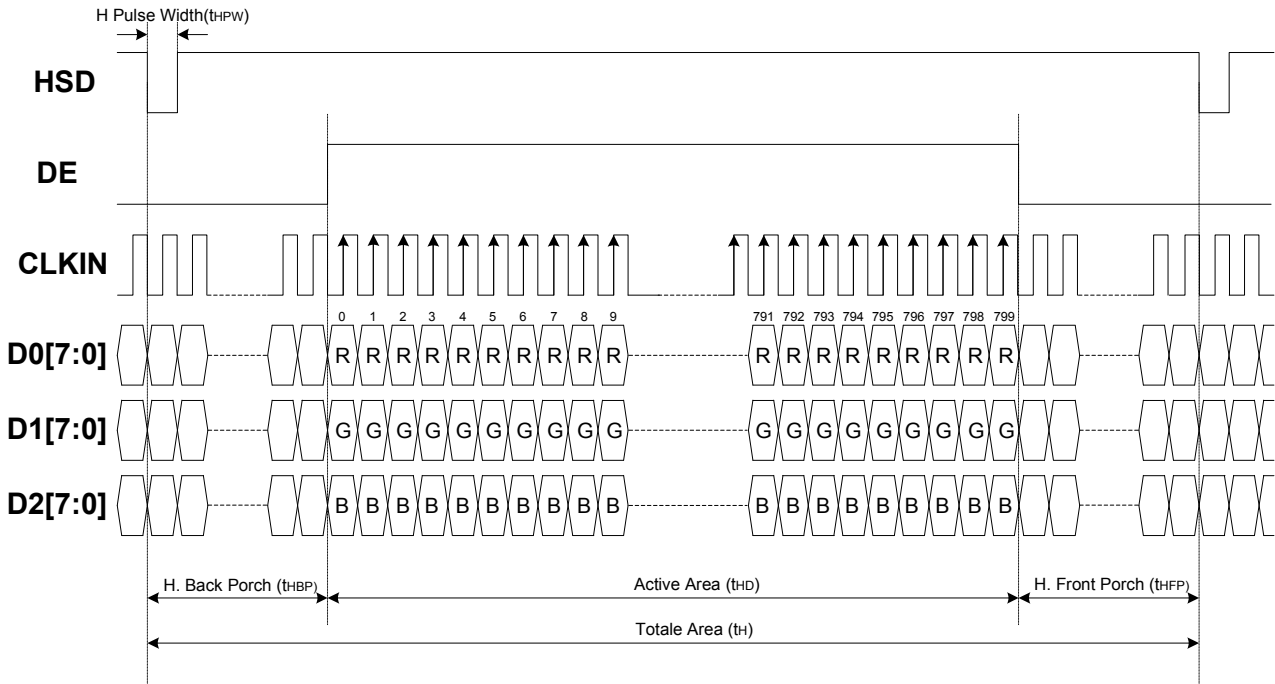 H Pulse Width(tHPW)
HSD
DE
CLKIN
0 1 2 3 4 5 6 7 8 9 791 792 793 794 795 796 797 798 799
D0[7:0] R R R R R R R R R R R R R R R R R R R
D1[7:0] G G G G G G G G G G G G G G G G G G G
D2[7:0] B B B B B B B B B B B B B B B B B B B
H. Back Porch (tHBP) Active Area (tHD) H. Front Porch (tHFP)
Totale Area (tH)